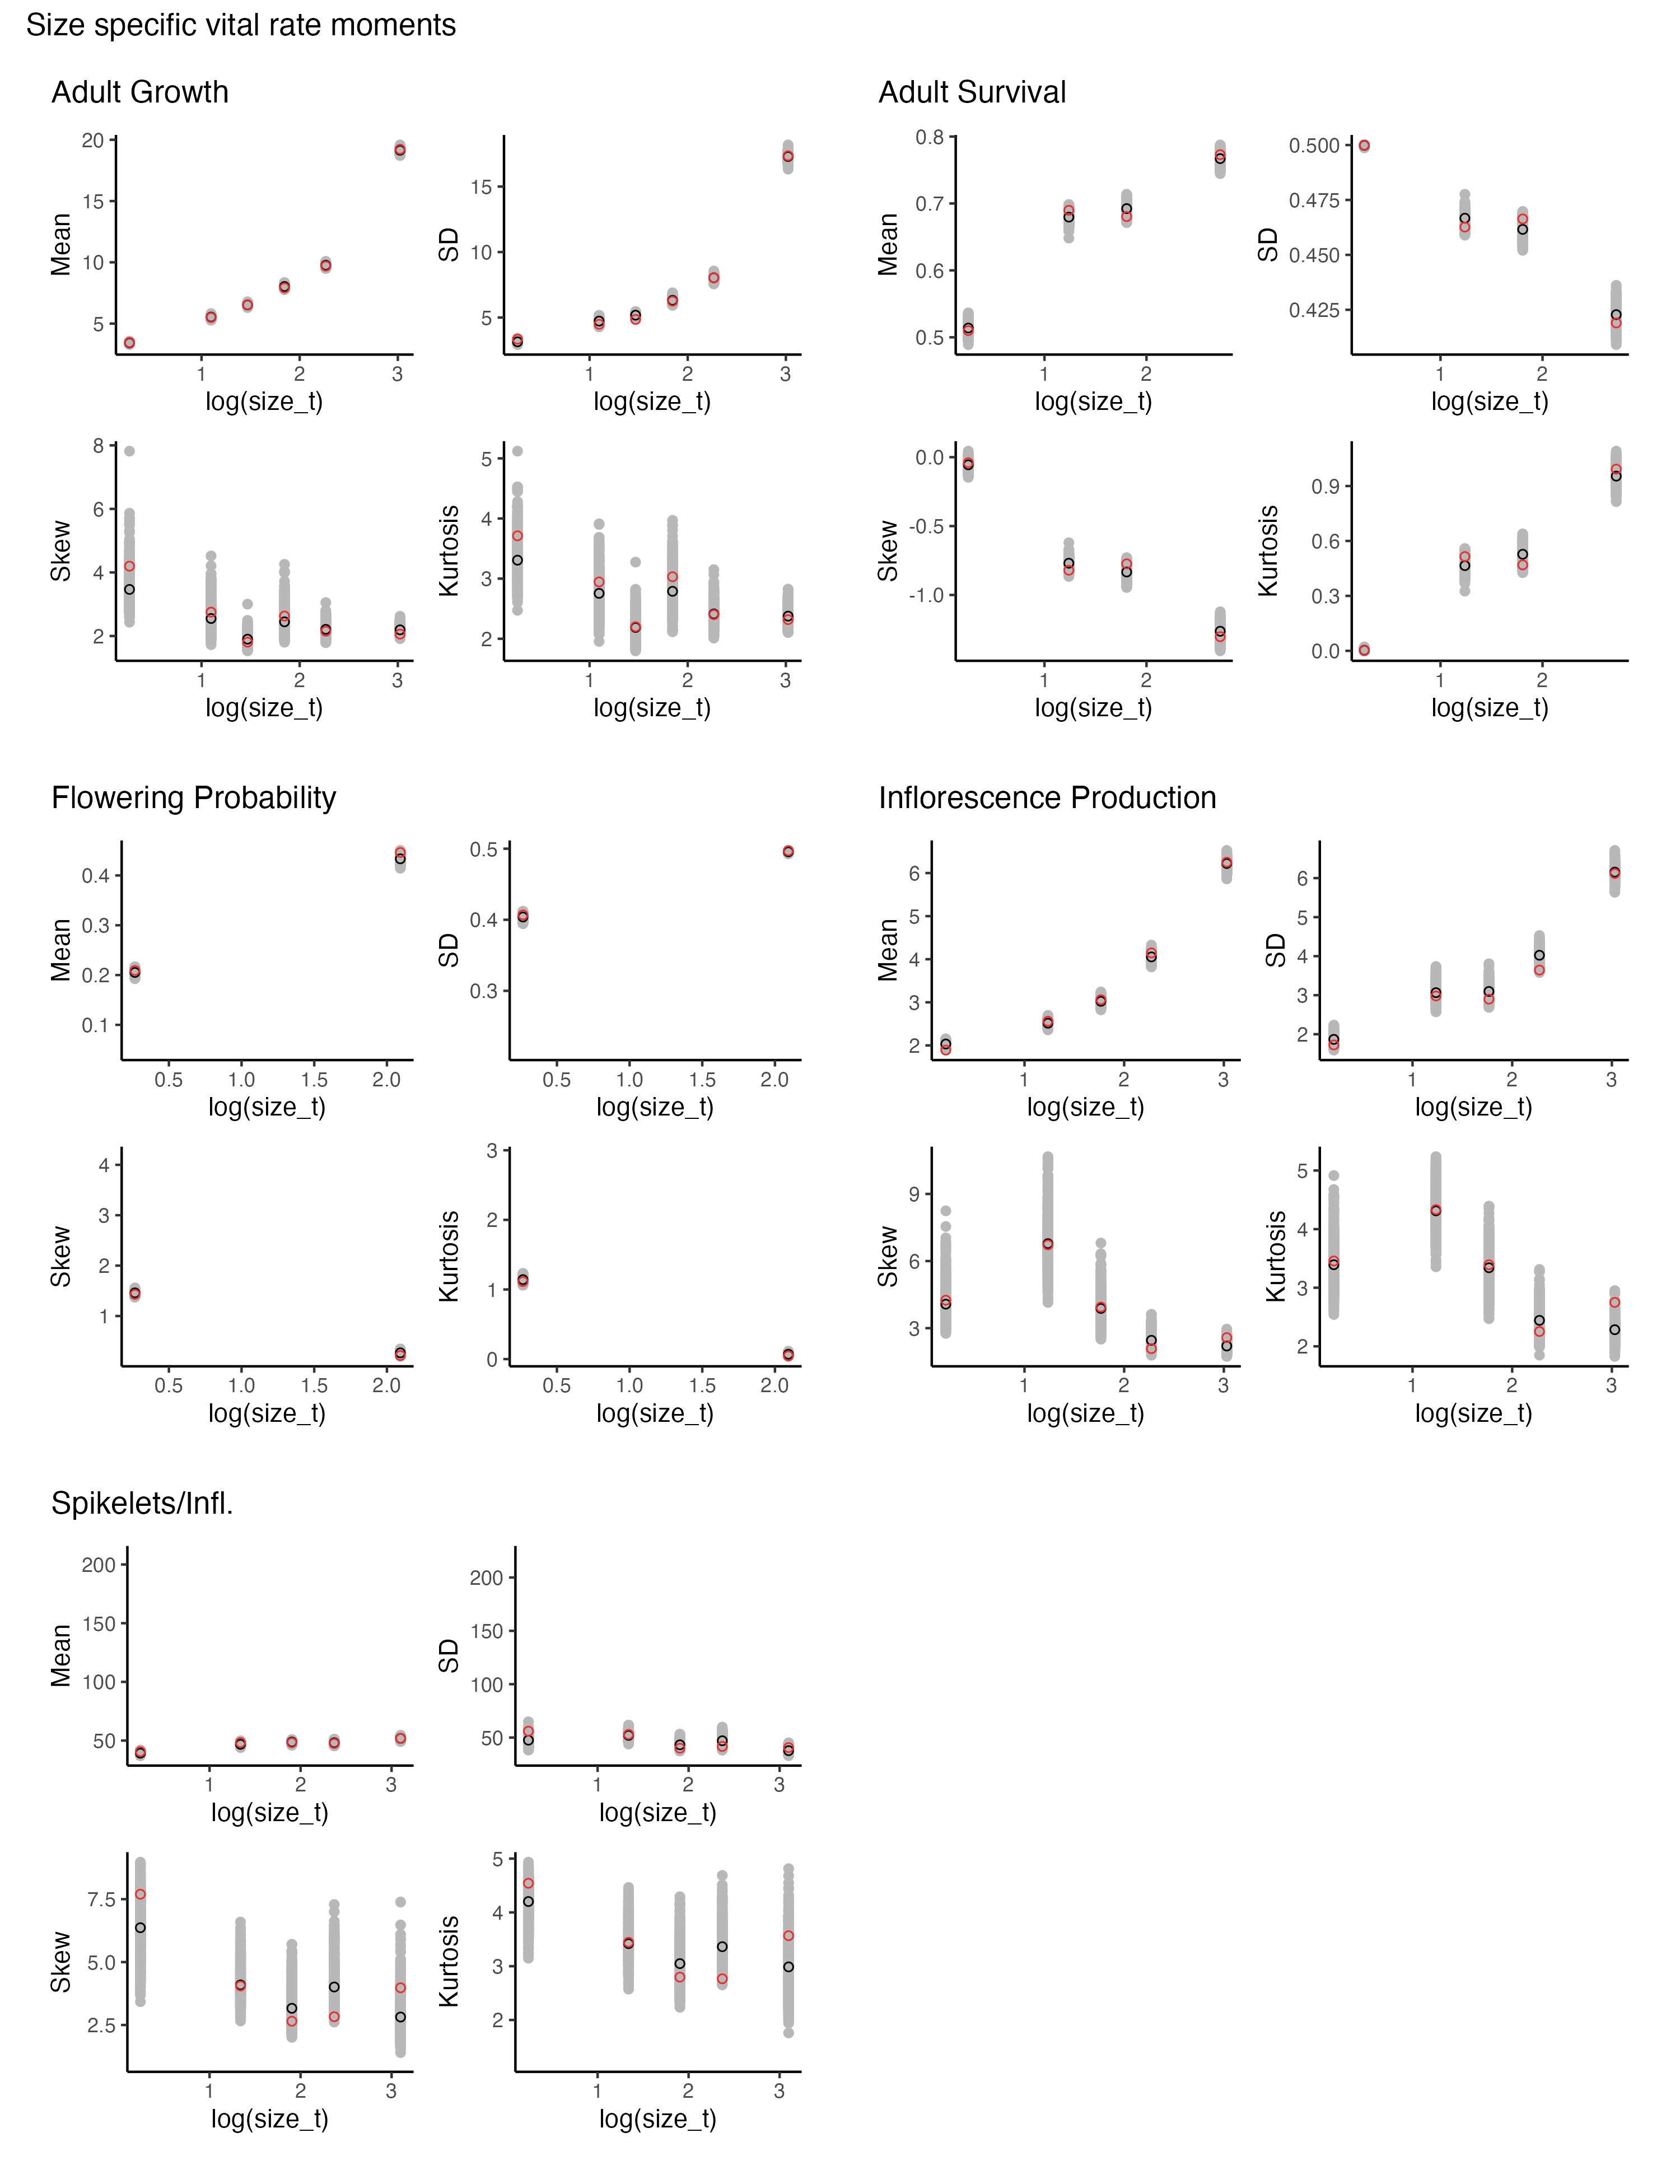 Size specific vital rate moments
Adult Growth
Adult Survival
Mean
20
15
10
5
1 2 3
log(size_t)
SD
15
10
5
1 2 3
log(size_t)
Mean
0.8
0.7
0.6
0.5
1 2
log(size_t)
SD
0.500
0.475
0.450
0.425
1 2
log(size_t)
Skew
8
6
4
2
1 2 3
log(size_t)
Kurtosis
5
4
3
2
1 2 3
log(size_t)
Skew
0.0
-0.5
-1.0
1 2
log(size_t)
Kurtosis
0.9
0.6
0.3
0.0
1 2
log(size_t)
Flowering Probability
Inflorescence Production
Mean
0.4
0.3
0.2
0.1
0.5 1.0 1.5 2.0
log(size_t)
SD
0.5
0.4
0.3
0.5 1.0 1.5 2.0
log(size_t)
Mean
6
5
4
3
2
1 2 3
log(size_t)
SD
6
5
4
3
2
1 2 3
log(size_t)
Skew
4
3
2
1
0.5 1.0 1.5 2.0
log(size_t)
Kurtosis
3
2
1
0
0.5 1.0 1.5 2.0
log(size_t)
Skew
9
6
3
1 2 3
log(size_t)
Kurtosis
5
4
3
2
1 2 3
log(size_t)
Spikelets/Infl.
Mean
200
150
100
50
1 2 3
log(size_t)
SD
200
150
100
50
1 2 3
log(size_t)
Skew
7.5
5.0
2.5
1 2 3
log(size_t)
Kurtosis
5
4
3
2
1 2 3
log(size_t)